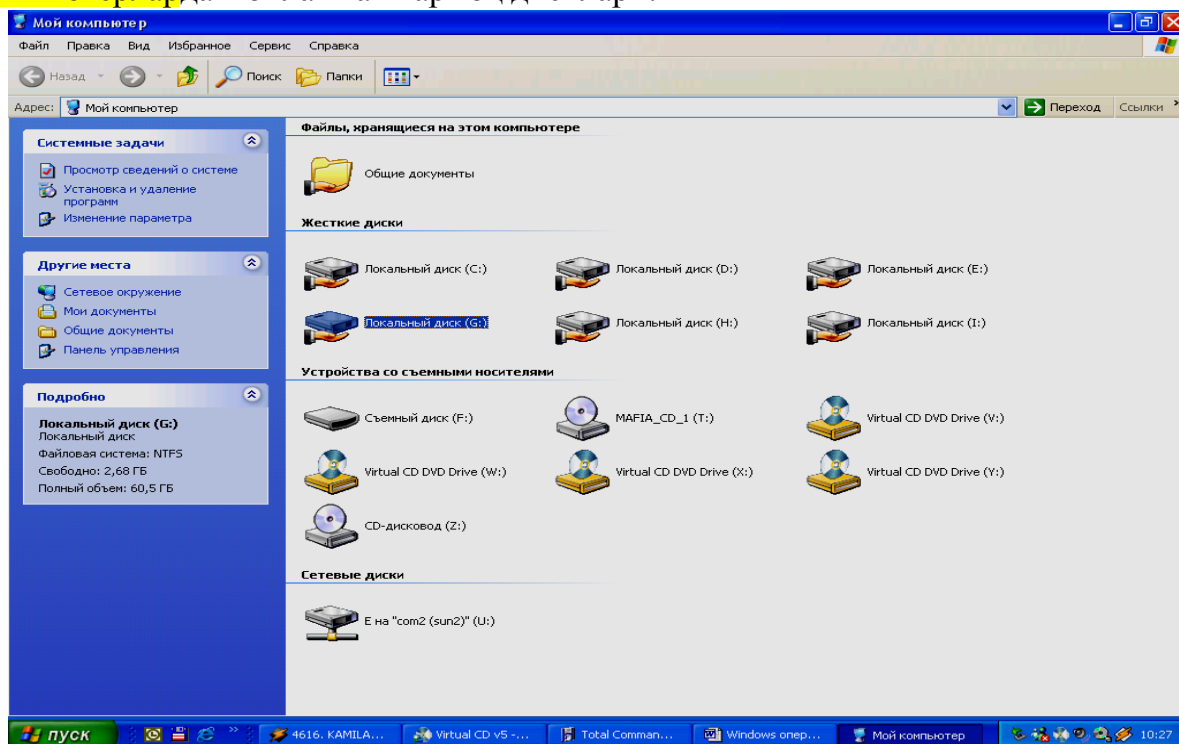 Мой компьютер
Файл Правка Вид Избранное Сервис Справка
Назад Поиск Папки
Адрес: Мой компьютер Переход Ссылки
Файлы, хранящиеся на этом компьютере
Общие документы
Жесткие диски
Локальный диск (C:) Локальный диск (D:) Локальный диск (E:)
Локальный диск (G:) Локальный диск (H:) Локальный диск (I:)
Устройства со съемными носителями
Съемный диск (F:) MAFIA_CD_1 (T:) Virtual CD DVD Drive (V:)
Virtual CD DVD Drive (W:) Virtual CD DVD Drive (X:) Virtual CD DVD Drive (Y:)
CD-дисковод (Z:)
Сетевые диски
E на "com2 (sun2)" (U:)
Системные задачи
Просмотр сведений о системе
Установка и удаление
программ
Изменение параметра
Другие места
Сетевое окружение
Мои документы
Общие документы
Панель управления
Подробно
Локальный диск (G:)
Локальный диск
Файловая система: NTFS
Свободно: 2,68 ГБ
Полный объем: 60,5 ГБ
пуск 4616. KAMILA... Virtual CD v5 -... Total Comman... Windows опер... Мой компьютер 10:27